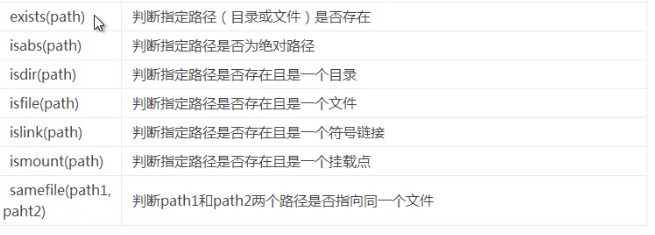 exists(path) 判断指定路径（目录或文件）是否存在
isabs(path) 判断指定路径是否为绝对路径
isdir(path) 判断指定路径是否存在且是一个目录
isfile(path) 判断指定路径是否存在且是一个文件
islink(path) 判断指定路径是否存在且是一个符号链接
ismount(path) 判断指定路径是否存在且是一个挂载点
samefile(path1,
paht2)
判断path1和path2两个路径是否指向同一个文件